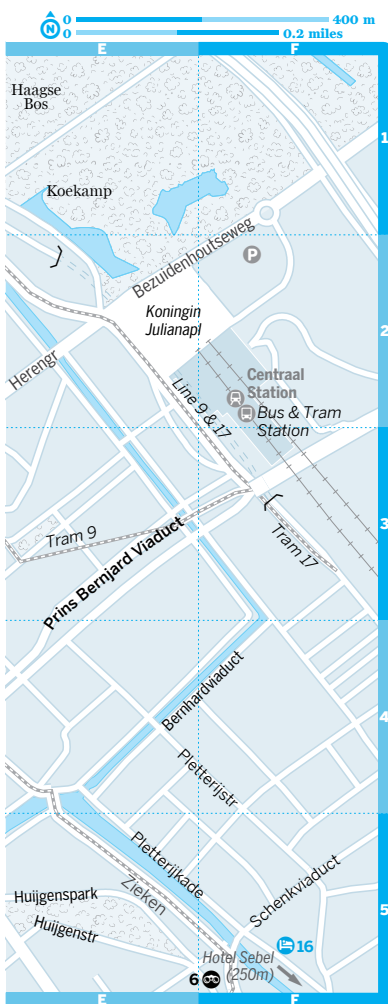 0 400 m
N 0 0.2 miles
E F
Haagse
Bos
1
Koekamp
Bezuidenhoutseweg
P
Koningin
Julianapl
2
Herengr
Line 9 & 17
Centraal
Station
Bus & Tram
Station
Tram 9
Tram 17
3
Prins Bernjard Viaduct
Bernhardviaduct
4
Pletterijstr
Pletterijkade
Zieken
Huijgenspark
Schenkviaduct
5
Huijgenstr
16
Hotel Sebel
(250m)
6
E F